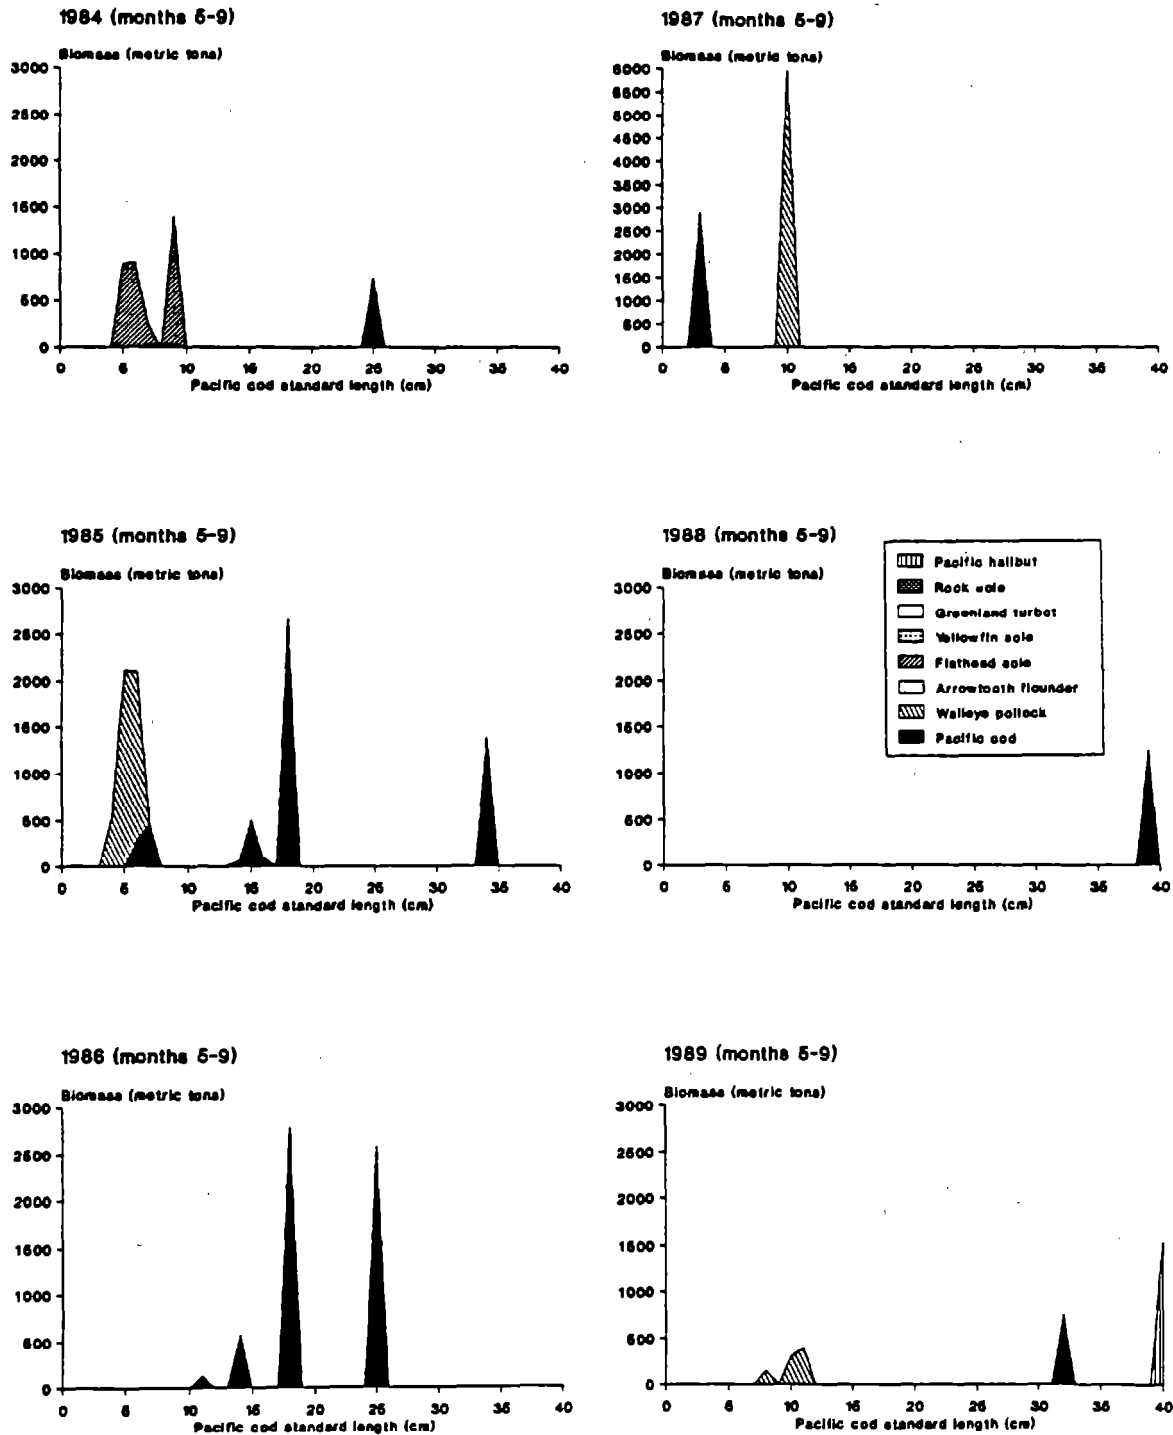 1984 (months 5-9)
Biomass (metric tons)
3000
2500
2000
1500
1000
500
0
0 5 10 15 20 25 30 35 40
Pacific cod standard length (cm)
1987 (months 5-9)
Biomass (metric tons)
6000
5500
5000
4500
4000
3500
3000
2500
2000
1500
1000
500
0
0 5 10 15 20 25 30 35 40
Pacific cod standard length (cm)
1985 (months 5-9)
Biomass (metric tons)
3000
2500
2000
1500
1000
500
0
0 5 10 15 20 25 30 35 40
Pacific cod standard length (cm)
1988 (months 5-9)
Biomass (metric tons)
3000
2500
2000
1500
1000
500
0
0 5 10 15 20 25 30 35 40
Pacific cod standard length (cm)
Pacific halibut
Rock sole
Greenland turbot
Yellowfin sole
Flathead sole
Arrowtooth flounder
Walleye pollock
Pacific cod
1986 (months 5-9)
Biomass (metric tons)
3000
2500
2000
1500
1000
500
0
0 5 10 15 20 25 30 35 40
Pacific cod standard length (cm)
1989 (months 5-9)
Biomass (metric tons)
3000
2500
2000
1500
1000
500
0
0 5 10 15 20 25 30 35 40
Pacific cod standard length (cm)